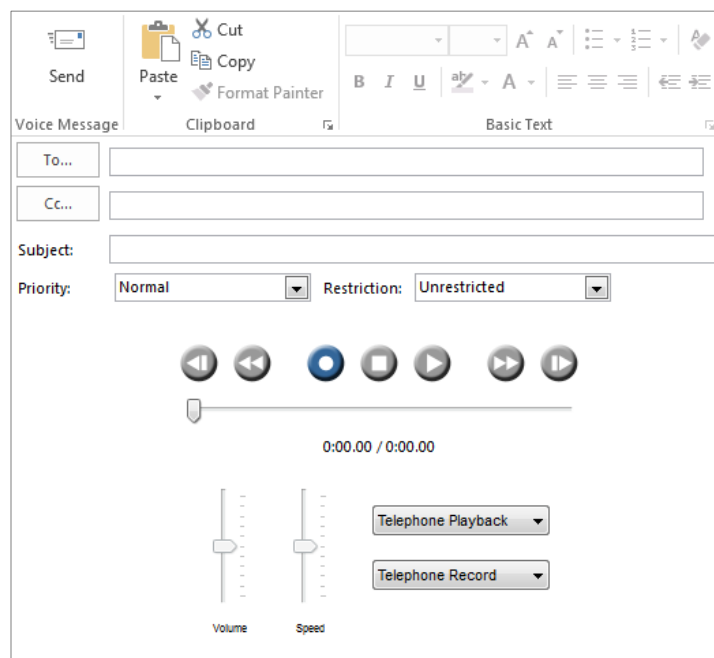 Cut
Copy
Format Painter
Send
Paste
A A
B I U ab A
Voice Message Clipboard Basic Text
To...
Cc...
Subject:
Priority: Normal Restriction: Unrestricted
0:00.00 / 0:00.00
Telephone Playback
Telephone Record
Volume Speed